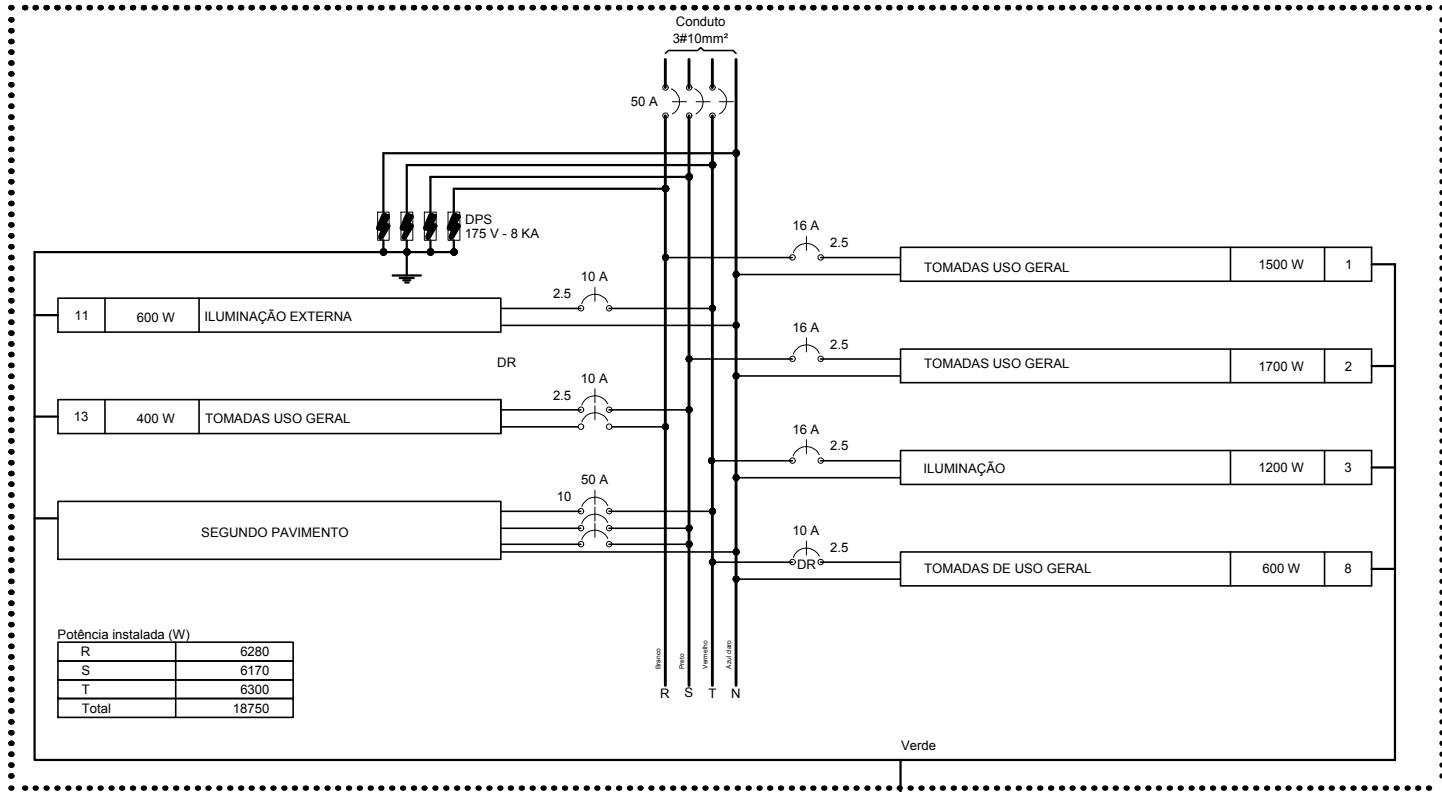 Conduto
3#10mm²
50 A
DPS
175 V - 8 KA
16 A
2.5
TOMADAS USO GERAL 1500 W 1
10 A
2.5
11 600 W ILUMINAÇÃO EXTERNA
16 A
2.5
TOMADAS USO GERAL 1700 W 2
DR
10 A
2.5
13 400 W TOMADAS USO GERAL
16 A
2.5
ILUMINAÇÃO 1200 W 3
50 A
10
SEGUNDO PAVIMENTO
10 A
2.5
DR
TOMADAS DE USO GERAL 600 W 8
Potência instalada (W)
R 6280
S 6170
T 6300
Total 18750
Branco
Preto
Vermelho
Azul claro
R S T N
Verde